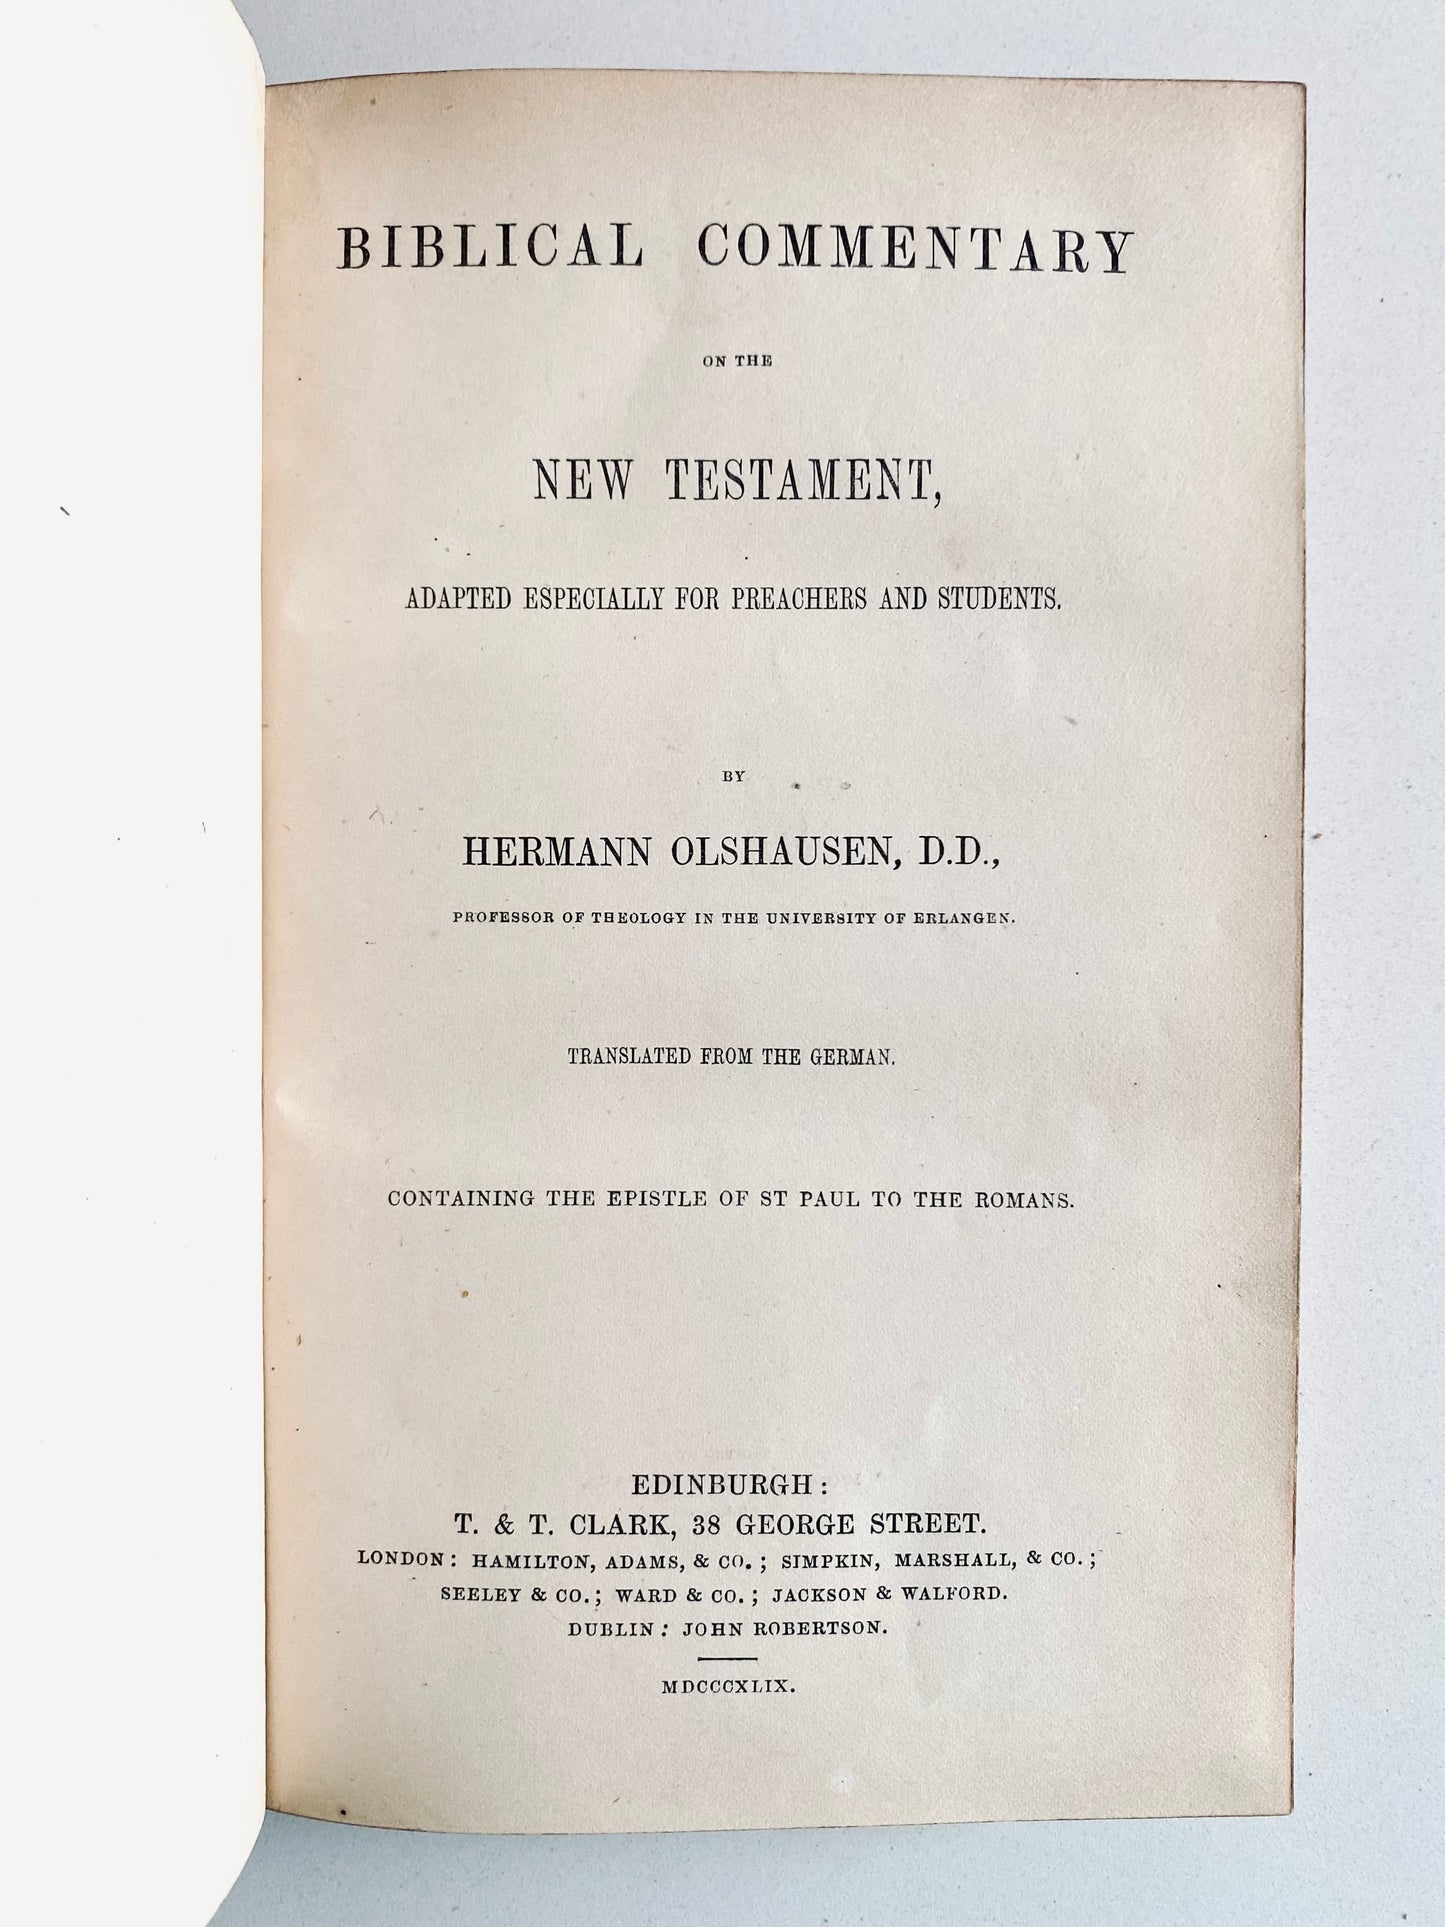 BIBLICAL COMMENTARY
ON THE
NEW TESTAMENT,
ADAPTED ESPECIALLY FOR PREACHERS AND STUDENTS.
BY
HERMANN OLSHAUSEN, D.D.,
PROFESSOR OF THEOLOGY IN THE UNIVERSITY OF ERLANGEN.
TRANSLATED FROM THE GERMAN.
CONTAINING THE EPISTLE OF ST PAUL TO THE ROMANS.
EDINBURGH:
T. & T. CLARK, 38 GEORGE STREET.
LONDON: HAMILTON, ADAMS, & CO.; SIMPKIN, MARSHALL, & CO.;
SEELEY & CO.; WARD & CO.; JACKSON & WALFORD.
DUBLIN: JOHN ROBERTSON.
MDCCCXLIX.